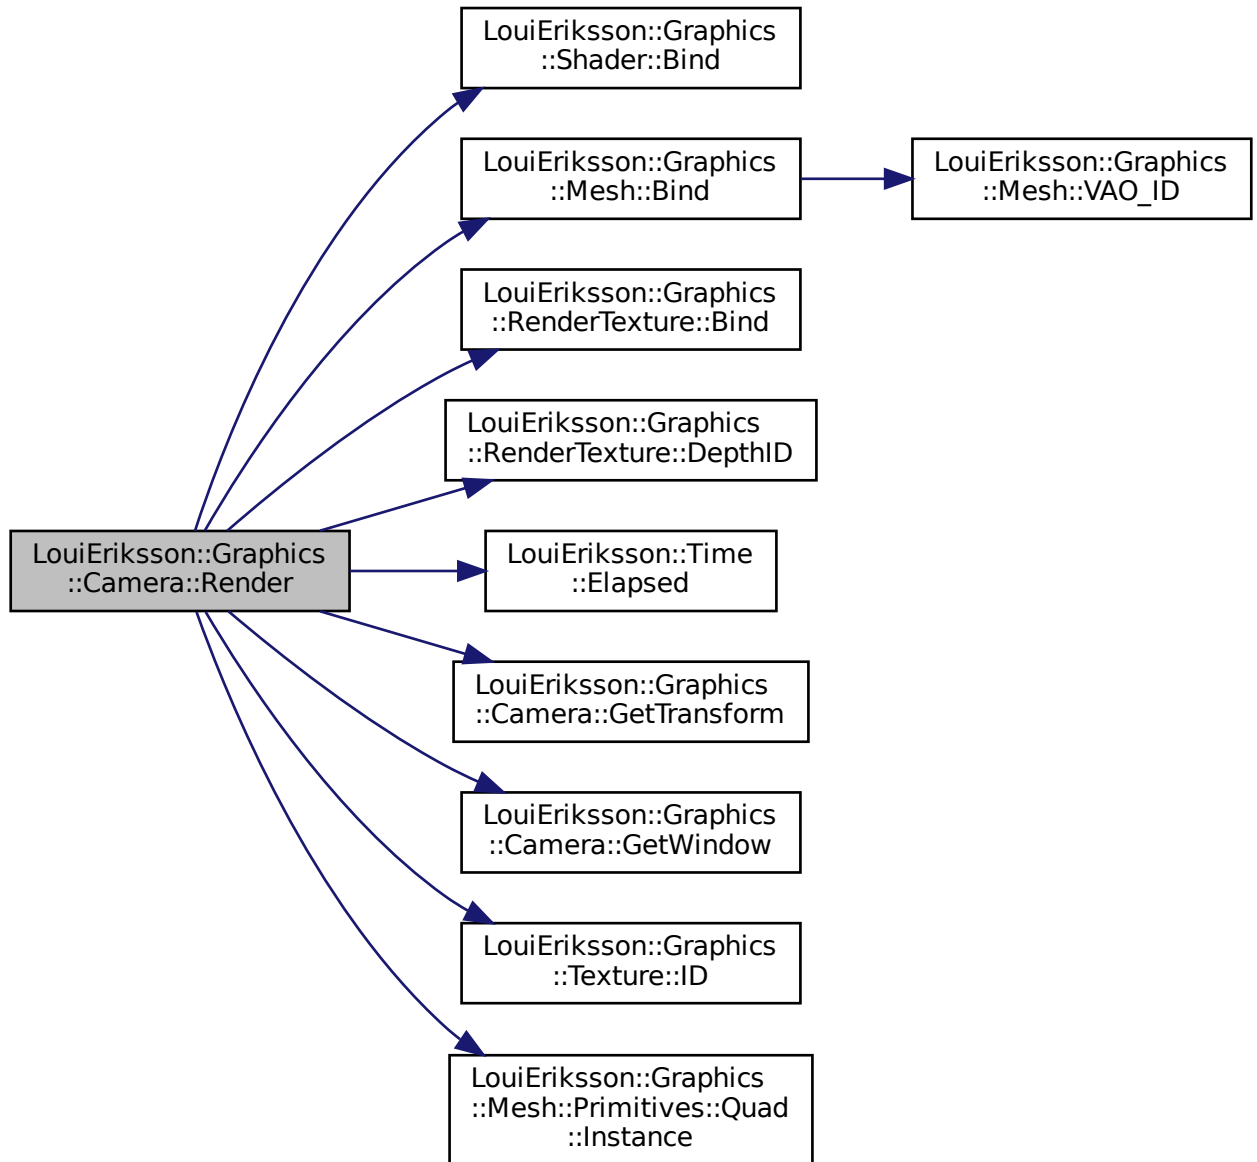 LouiEriksson::Graphics
::Shader::Bind
LouiEriksson::Graphics
::Mesh::Bind
LouiEriksson::Graphics
::Mesh::VAO_ID
LouiEriksson::Graphics
::RenderTexture::Bind
LouiEriksson::Graphics
::RenderTexture::DepthID
LouiEriksson::Graphics
::Camera::Render
LouiEriksson::Time
::Elapsed
LouiEriksson::Graphics
::Camera::GetTransform
LouiEriksson::Graphics
::Camera::GetWindow
LouiEriksson::Graphics
::Texture::ID
LouiEriksson::Graphics
::Mesh::Primitives::Quad
::Instance